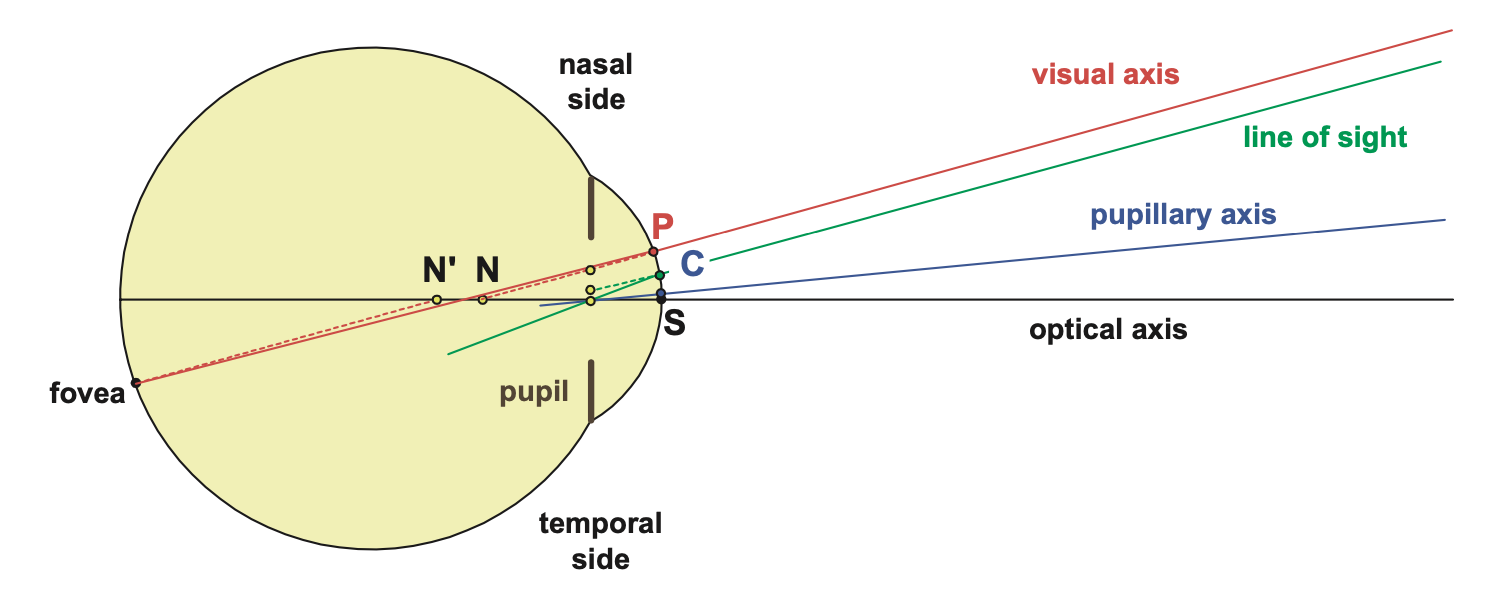 nasal
side
visual axis
line of sight
P
pupillary axis
C
N' N
S
optical axis
fovea
pupil
temporal
side